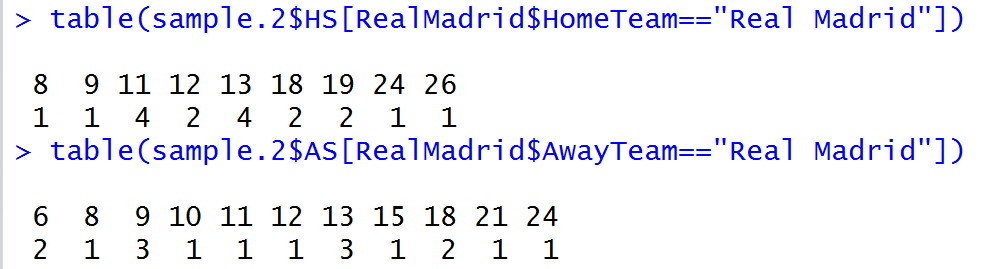 > table(sample.2$HS[RealMadrid$HomeTeam=="Real Madrid"])
8 9 11 12 13 18 19 24 26
1 1 4 2 4 2 2 1 1
> table(sample.2$AS[RealMadrid$AwayTeam=="Real Madrid"])
6 8 9 10 11 12 13 15 18 21 24
2 1 3 1 1 1 3 1 2 1 1